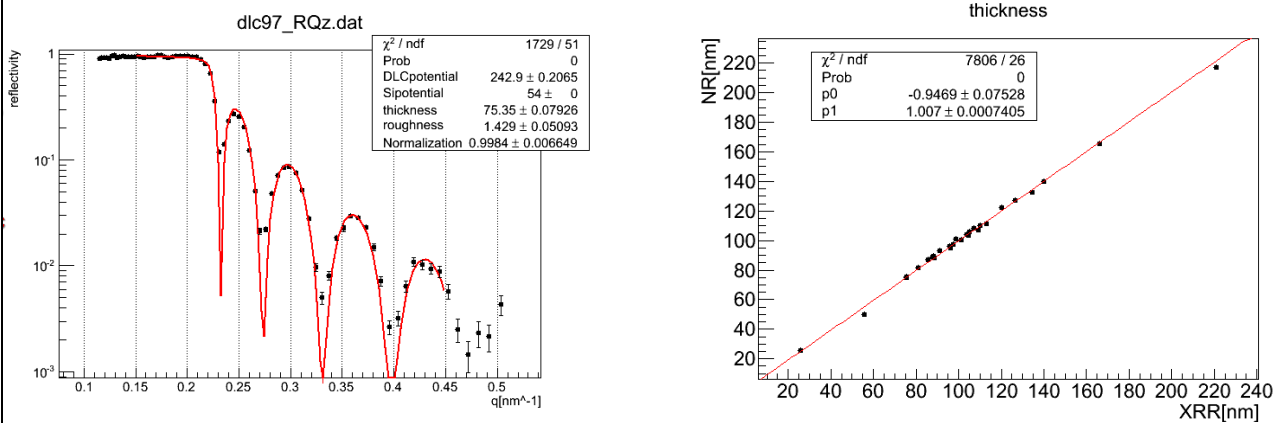 dlc97_RQz.dat
reflectivity
χ² / ndf 1729 / 51
Prob 0
DLCpotential 242.9 ± 0.2065
Sipotential 54 ± 0
thickness 75.35 ± 0.07926
roughness 1.429 ± 0.05093
Normalization 0.9984 ± 0.006649
1
10⁻¹
10⁻²
10⁻³
0.1 0.15 0.2 0.25 0.3 0.35 0.4 0.45 0.5
q[nm^-1]
thickness
NR[nm]
χ² / ndf 7806 / 26
Prob 0
p0 -0.9469 ± 0.07528
p1 1.007 ± 0.0007405
220
200
180
160
140
120
100
80
60
40
20
20 40 60 80 100 120 140 160 180 200 220 240
XRR[nm]